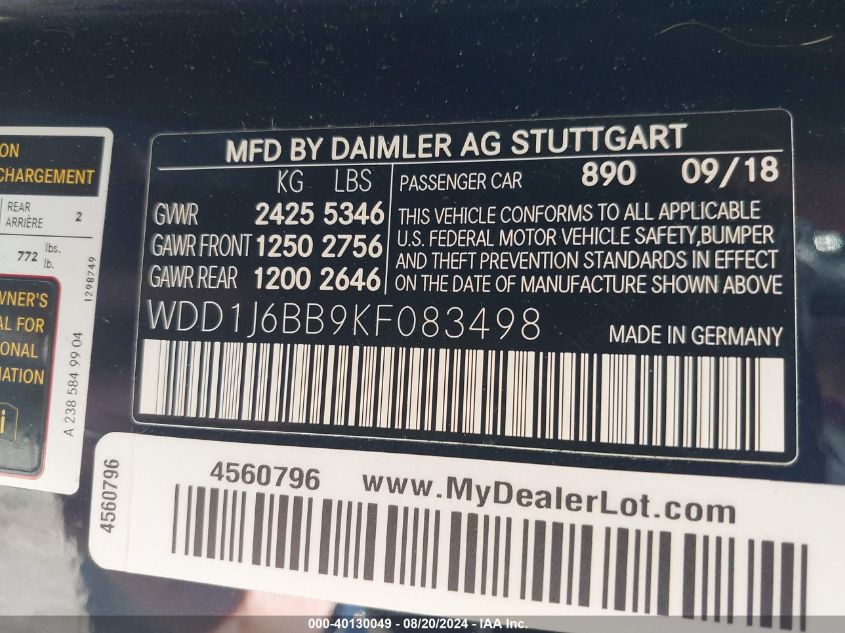 ON
CHARGEMENT
REAR
ARRIÈRE 2
772 lbs.
lb.
1298749
WNER'S
AL FOR
ONAL
MATION
i
A 238 584 99 04
MFD BY DAIMLER AG STUTTGART
KG LBS
GVWR 2425 5346
GAWR FRONT 1250 2756
GAWR REAR 1200 2646
PASSENGER CAR 890 09/18
THIS VEHICLE CONFORMS TO ALL APPLICABLE
U.S. FEDERAL MOTOR VEHICLE SAFETY,BUMPER
AND THEFT PREVENTION STANDARDS IN EFFECT
ON THE DATE OF MANUFACTURE SHOWN ABOVE
WDD1J6BB9KF083498
MADE IN GERMANY
4560796
4560796 www.MyDealerLot.com
000-40130049 - 08/20/2024 - IAA Inc.